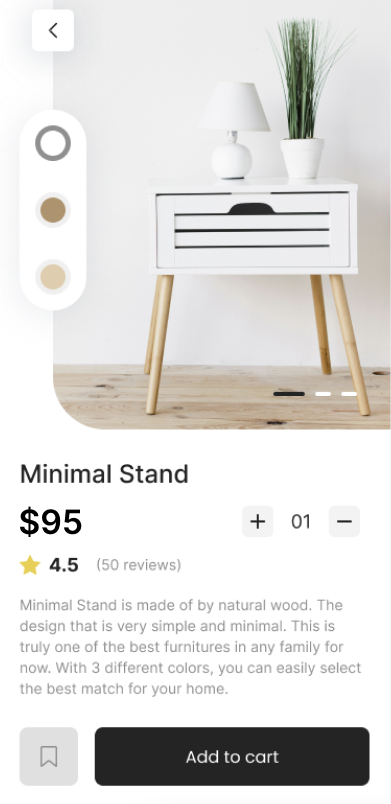 Minimal Stand
$95
+ 01 −
4.5 (50 reviews)
Minimal Stand is made of by natural wood. The
design that is very simple and minimal. This is
truly one of the best furnitures in any family for
now. With 3 different colors, you can easily select
the best match for your home.
Add to cart